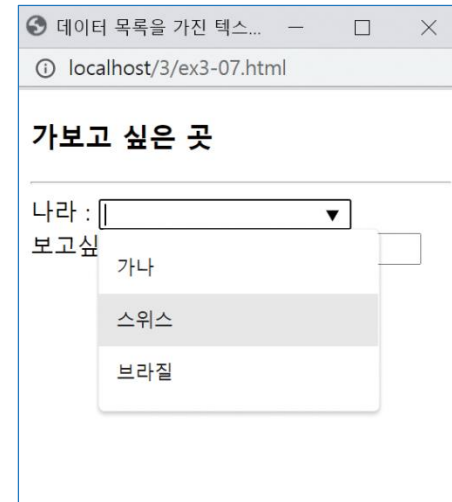 데이터 목록을 가진 텍스...
localhost/3/ex3-07.html
가보고 싶은 곳
나라 :
보고싶
가나
스위스
브라질